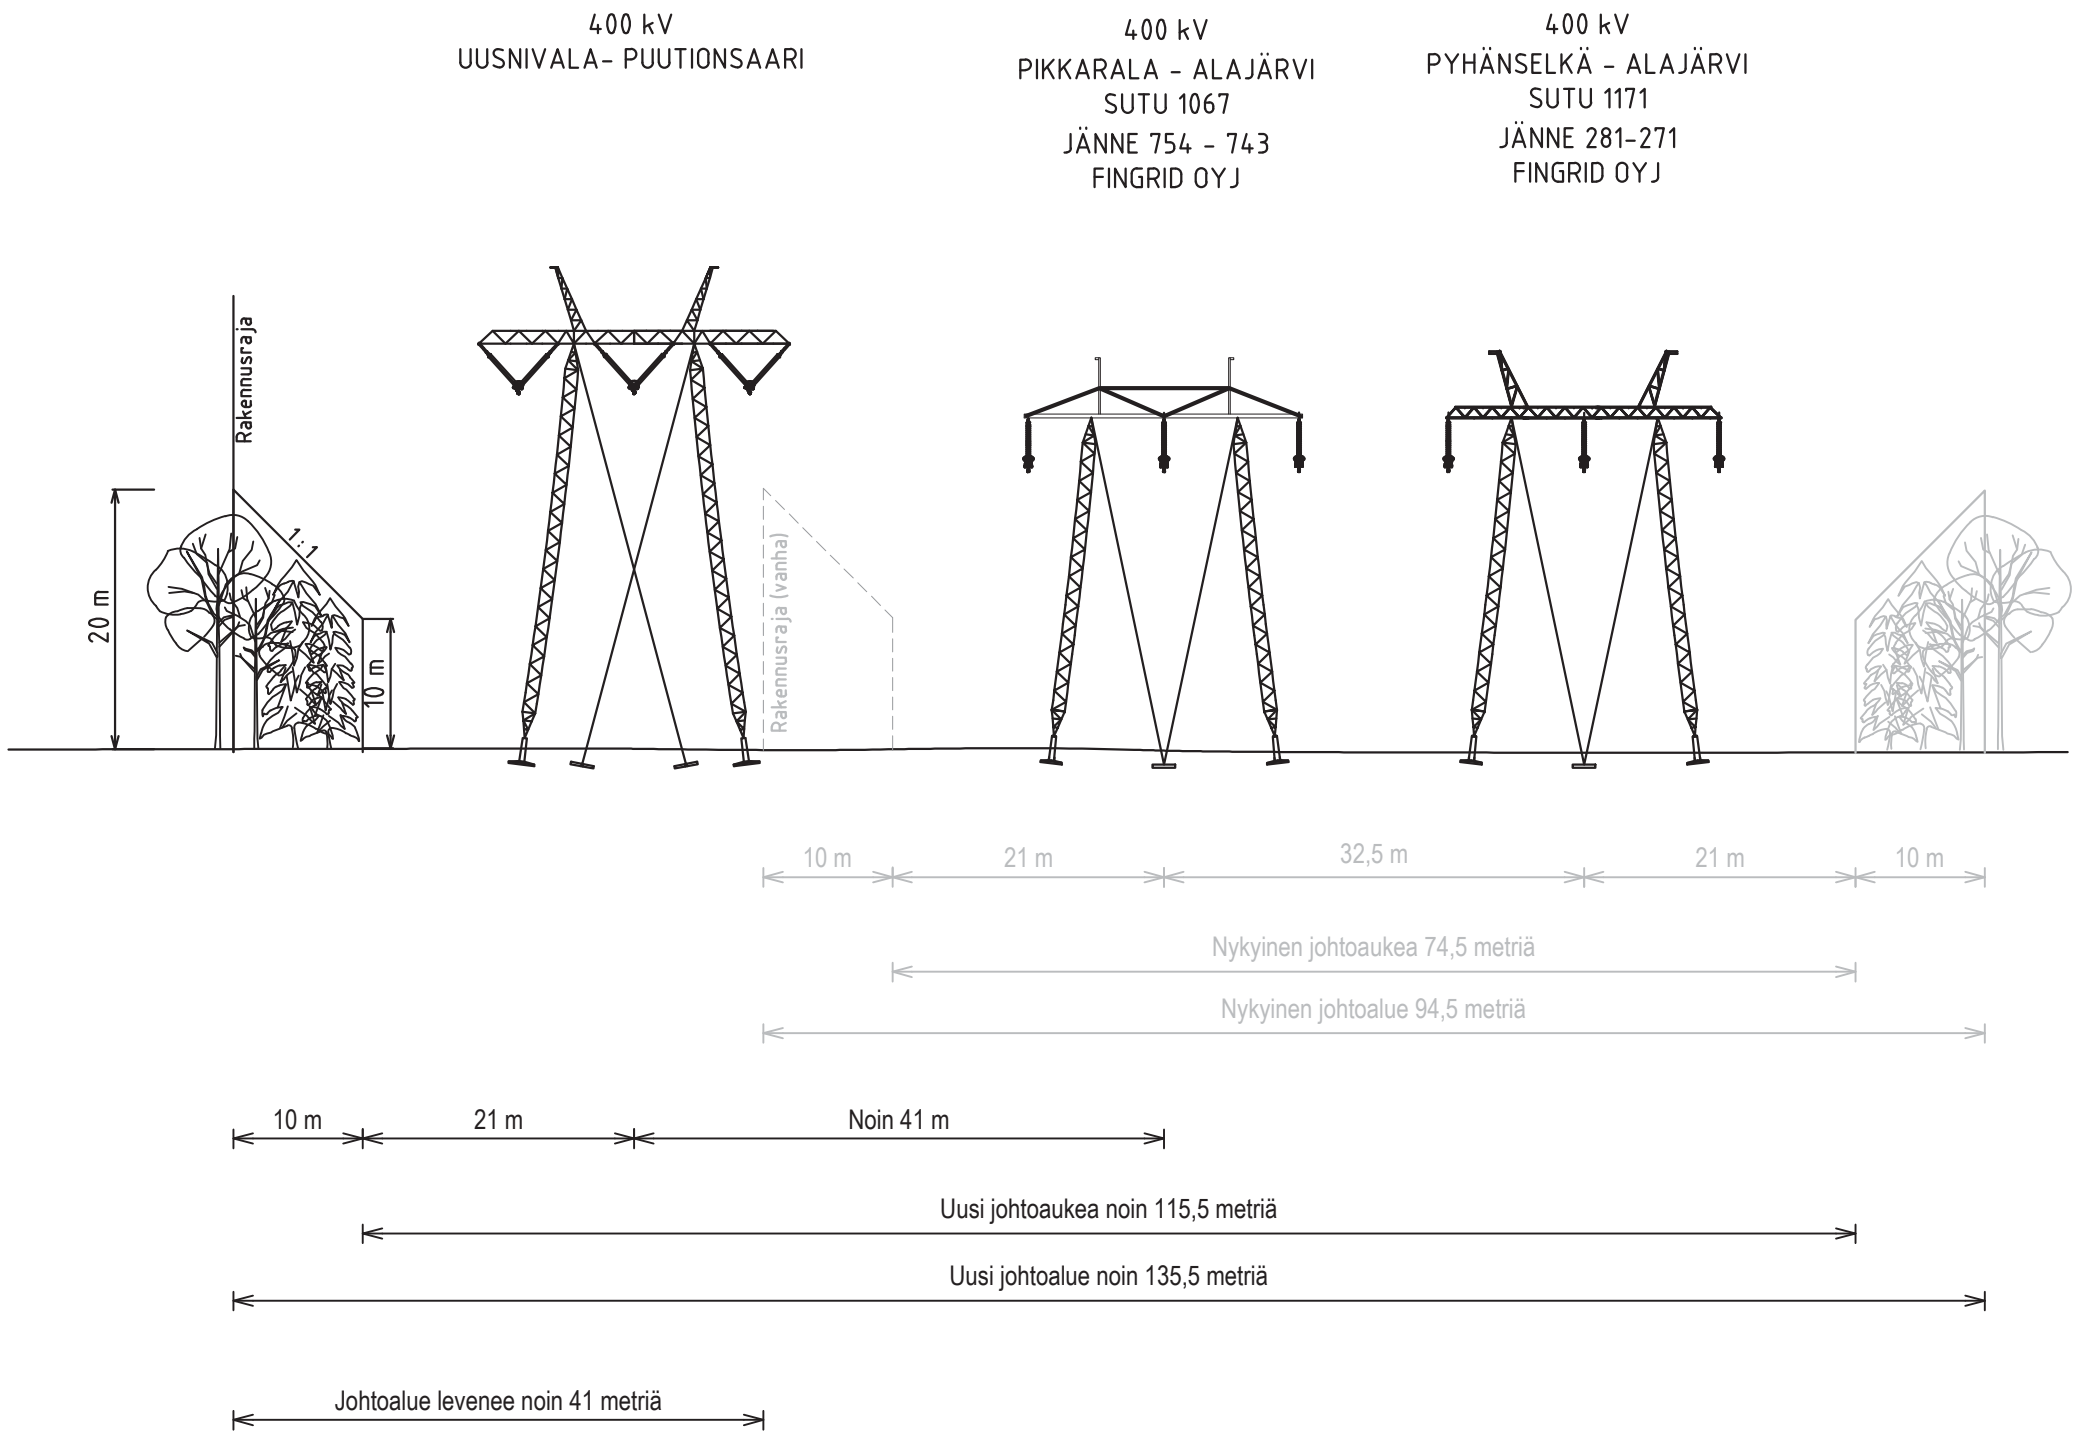 400 kV
UUSNIVALA- PUUTIONSAARI
400 kV
PIKKARALA - ALAJÄRVI
SUTU 1067
JÄNNE 754 - 743
FINGRID OYJ
400 kV
PYHÄNSELKÄ - ALAJÄRVI
SUTU 1171
JÄNNE 281-271
FINGRID OYJ
Rakennusraja
1:1
20 m
10 m
Rakennusraja (vanha)
10 m
21 m
32,5 m
21 m
10 m
Nykyinen johtoaukea 74,5 metriä
Nykyinen johtoalue 94,5 metriä
10 m
21 m
Noin 41 m
Uusi johtoaukea noin 115,5 metriä
Uusi johtoalue noin 135,5 metriä
Johtoalue levenee noin 41 metriä